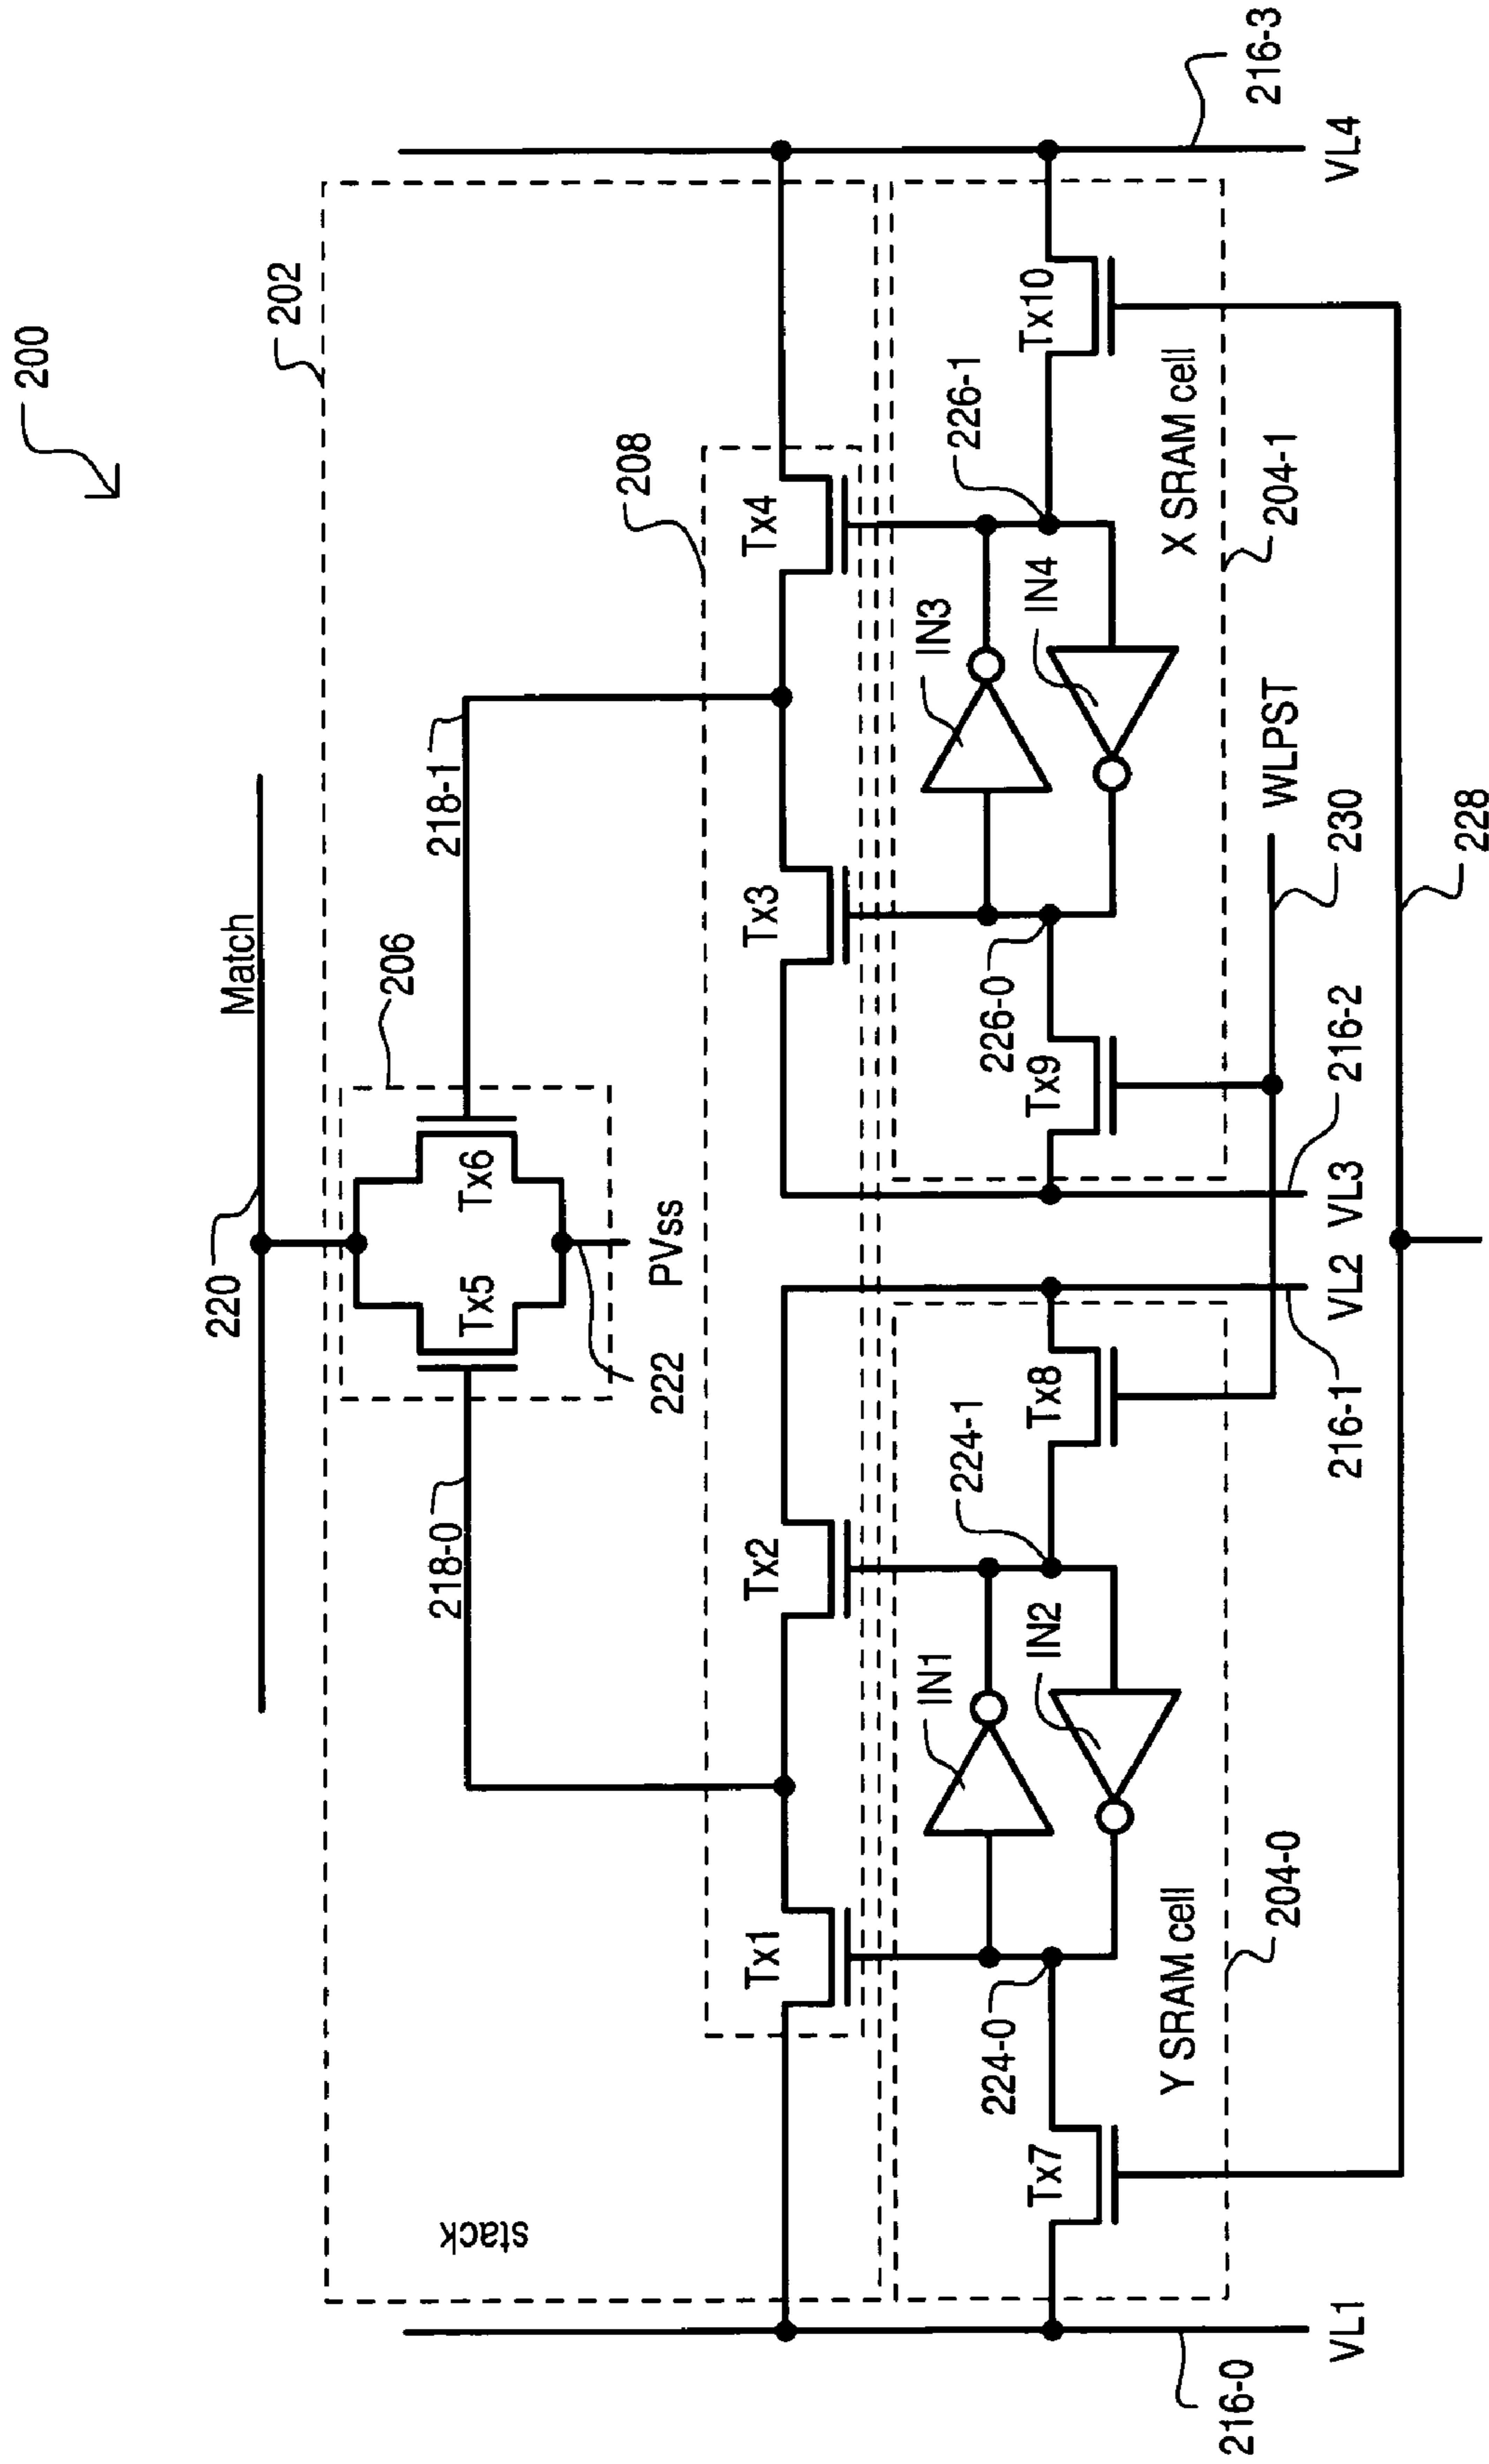 200
202
220
Match
206
218-0
218-1
Tx5
Tx6
222
PVss
208
stack
Tx1
Tx2
Tx3
Tx4
IN1
224-1
IN3
226-1
224-0
Tx7
IN2
Tx8
226-0
Tx9
IN4
Tx10
Y SRAM cell
X SRAM cell
204-0
204-1
WLPST
216-0
VL1
216-1
VL2
VL3
216-2
230
VL4
216-3
228